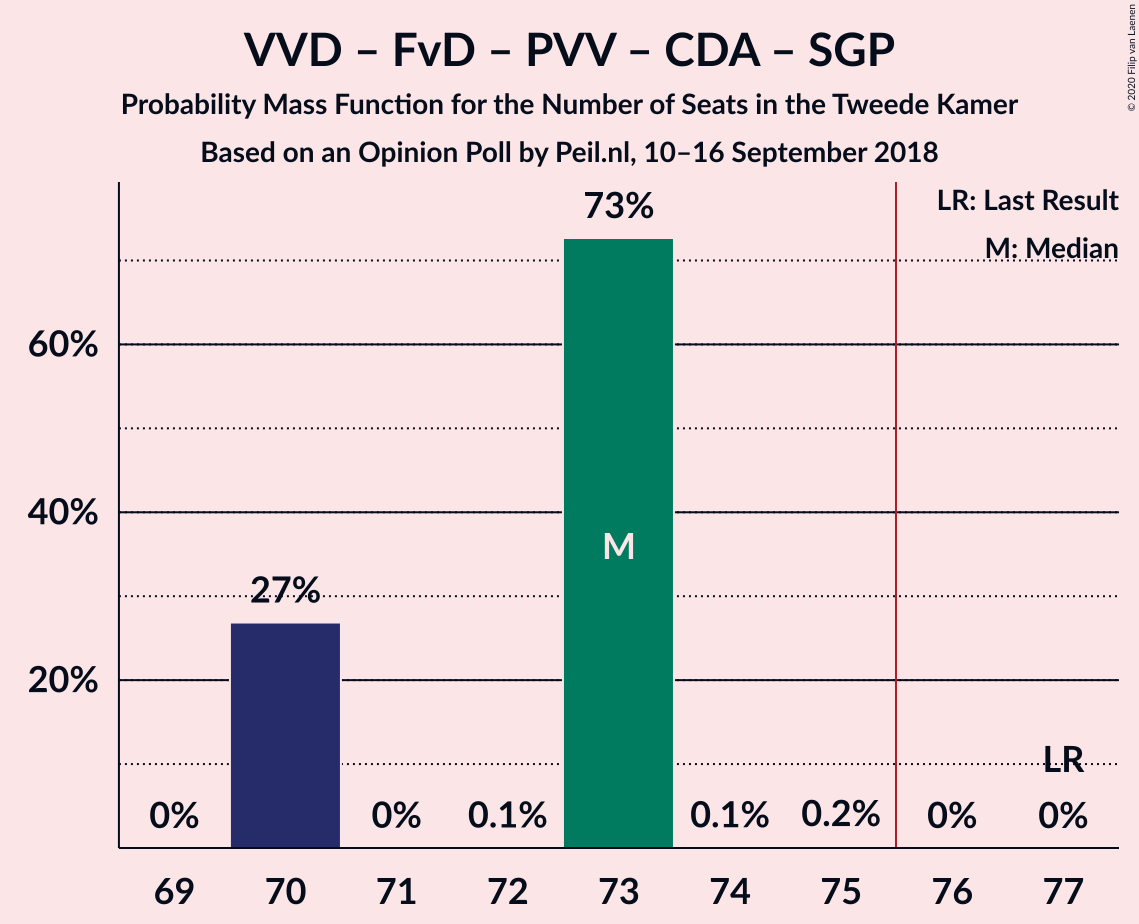 VVD – FvD – PVV – CDA – SGP
Probability Mass Function for the Number of Seats in the Tweede Kamer
Based on an Opinion Poll by Peil.nl, 10–16 September 2018
© 2020 Filip van Laenen
LR: Last Result
M: Median
60%
40%
20%
0%
27%
0%
0.1%
73%
M
0.1%
0.2%
0%
LR
0%
69 70 71 72 73 74 75 76 77